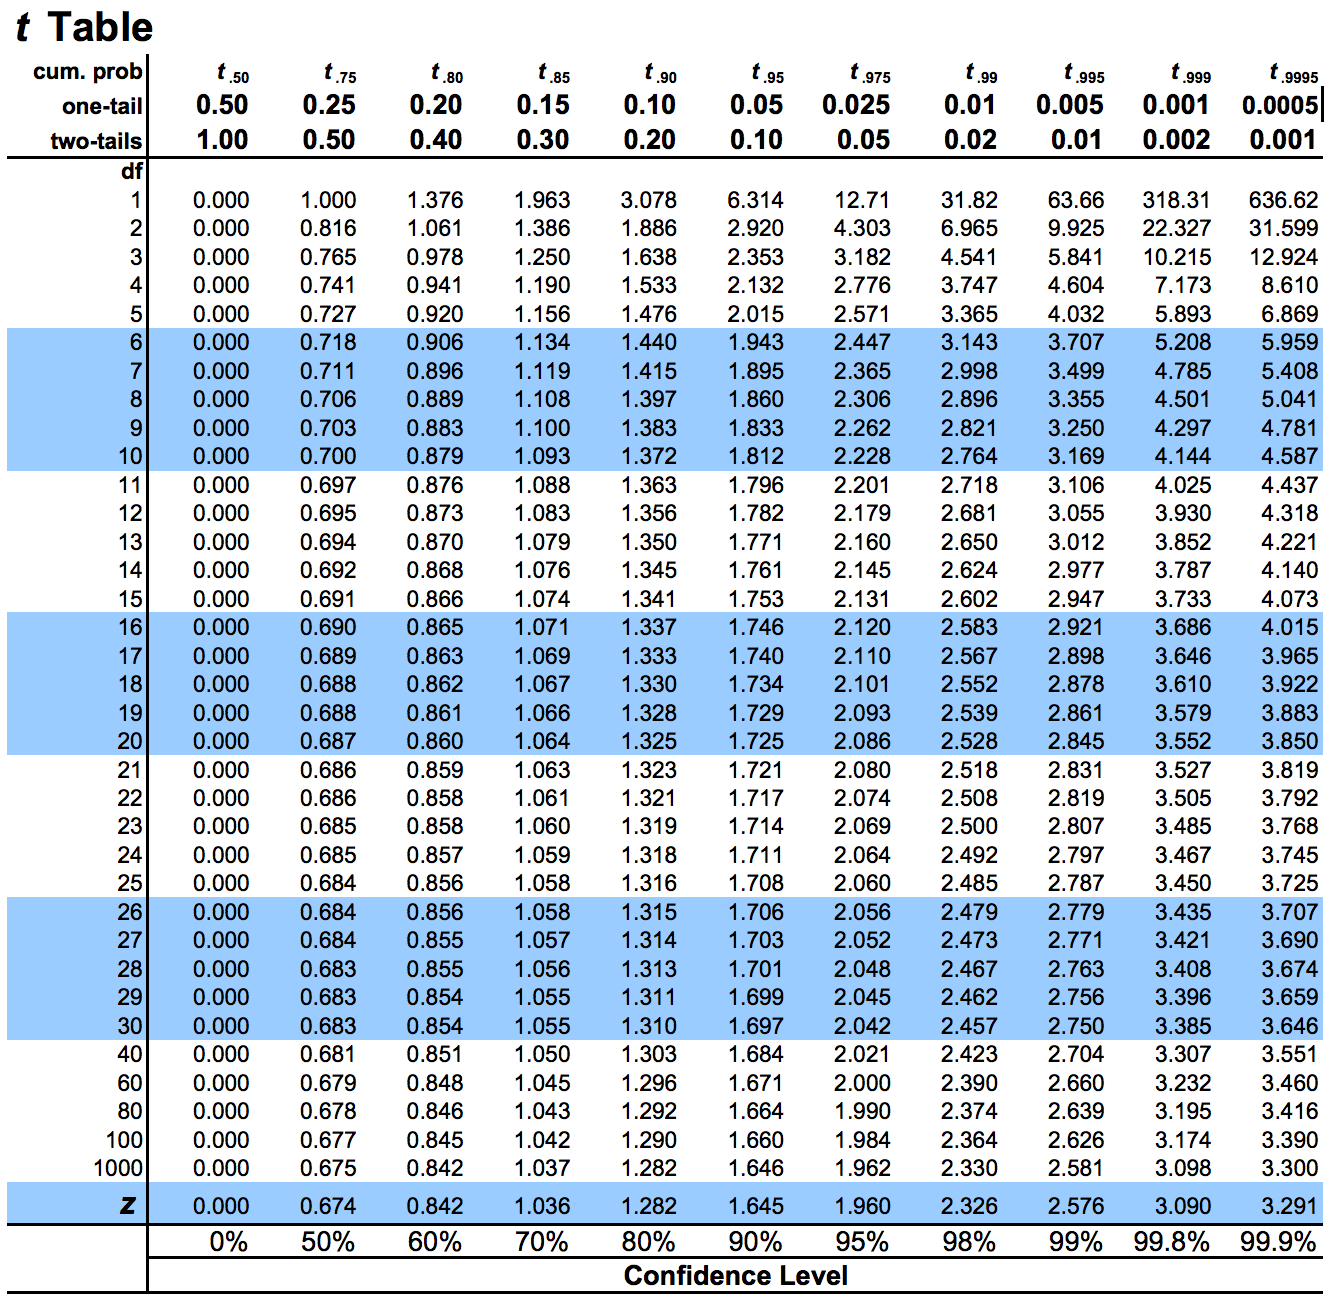 t Table
cum. prob t .50 t .75 t .80 t .85 t .90 t .95 t .975 t .99 t .995 t .999 t .9995
one-tail 0.50 0.25 0.20 0.15 0.10 0.05 0.025 0.01 0.005 0.001 0.0005
two-tails 1.00 0.50 0.40 0.30 0.20 0.10 0.05 0.02 0.01 0.002 0.001
df
1 0.000 1.000 1.376 1.963 3.078 6.314 12.71 31.82 63.66 318.31 636.62
2 0.000 0.816 1.061 1.386 1.886 2.920 4.303 6.965 9.925 22.327 31.599
3 0.000 0.765 0.978 1.250 1.638 2.353 3.182 4.541 5.841 10.215 12.924
4 0.000 0.741 0.941 1.190 1.533 2.132 2.776 3.747 4.604 7.173 8.610
5 0.000 0.727 0.920 1.156 1.476 2.015 2.571 3.365 4.032 5.893 6.869
6 0.000 0.718 0.906 1.134 1.440 1.943 2.447 3.143 3.707 5.208 5.959
7 0.000 0.711 0.896 1.119 1.415 1.895 2.365 2.998 3.499 4.785 5.408
8 0.000 0.706 0.889 1.108 1.397 1.860 2.306 2.896 3.355 4.501 5.041
9 0.000 0.703 0.883 1.100 1.383 1.833 2.262 2.821 3.250 4.297 4.781
10 0.000 0.700 0.879 1.093 1.372 1.812 2.228 2.764 3.169 4.144 4.587
11 0.000 0.697 0.876 1.088 1.363 1.796 2.201 2.718 3.106 4.025 4.437
12 0.000 0.695 0.873 1.083 1.356 1.782 2.179 2.681 3.055 3.930 4.318
13 0.000 0.694 0.870 1.079 1.350 1.771 2.160 2.650 3.012 3.852 4.221
14 0.000 0.692 0.868 1.076 1.345 1.761 2.145 2.624 2.977 3.787 4.140
15 0.000 0.691 0.866 1.074 1.341 1.753 2.131 2.602 2.947 3.733 4.073
16 0.000 0.690 0.865 1.071 1.337 1.746 2.120 2.583 2.921 3.686 4.015
17 0.000 0.689 0.863 1.069 1.333 1.740 2.110 2.567 2.898 3.646 3.965
18 0.000 0.688 0.862 1.067 1.330 1.734 2.101 2.552 2.878 3.610 3.922
19 0.000 0.688 0.861 1.066 1.328 1.729 2.093 2.539 2.861 3.579 3.883
20 0.000 0.687 0.860 1.064 1.325 1.725 2.086 2.528 2.845 3.552 3.850
21 0.000 0.686 0.859 1.063 1.323 1.721 2.080 2.518 2.831 3.527 3.819
22 0.000 0.686 0.858 1.061 1.321 1.717 2.074 2.508 2.819 3.505 3.792
23 0.000 0.685 0.858 1.060 1.319 1.714 2.069 2.500 2.807 3.485 3.768
24 0.000 0.685 0.857 1.059 1.318 1.711 2.064 2.492 2.797 3.467 3.745
25 0.000 0.684 0.856 1.058 1.316 1.708 2.060 2.485 2.787 3.450 3.725
26 0.000 0.684 0.856 1.058 1.315 1.706 2.056 2.479 2.779 3.435 3.707
27 0.000 0.684 0.855 1.057 1.314 1.703 2.052 2.473 2.771 3.421 3.690
28 0.000 0.683 0.855 1.056 1.313 1.701 2.048 2.467 2.763 3.408 3.674
29 0.000 0.683 0.854 1.055 1.311 1.699 2.045 2.462 2.756 3.396 3.659
30 0.000 0.683 0.854 1.055 1.310 1.697 2.042 2.457 2.750 3.385 3.646
40 0.000 0.681 0.851 1.050 1.303 1.684 2.021 2.423 2.704 3.307 3.551
60 0.000 0.679 0.848 1.045 1.296 1.671 2.000 2.390 2.660 3.232 3.460
80 0.000 0.678 0.846 1.043 1.292 1.664 1.990 2.374 2.639 3.195 3.416
100 0.000 0.677 0.845 1.042 1.290 1.660 1.984 2.364 2.626 3.174 3.390
1000 0.000 0.675 0.842 1.037 1.282 1.646 1.962 2.330 2.581 3.098 3.300
z 0.000 0.674 0.842 1.036 1.282 1.645 1.960 2.326 2.576 3.090 3.291
0% 50% 60% 70% 80% 90% 95% 98% 99% 99.8% 99.9%
Confidence Level